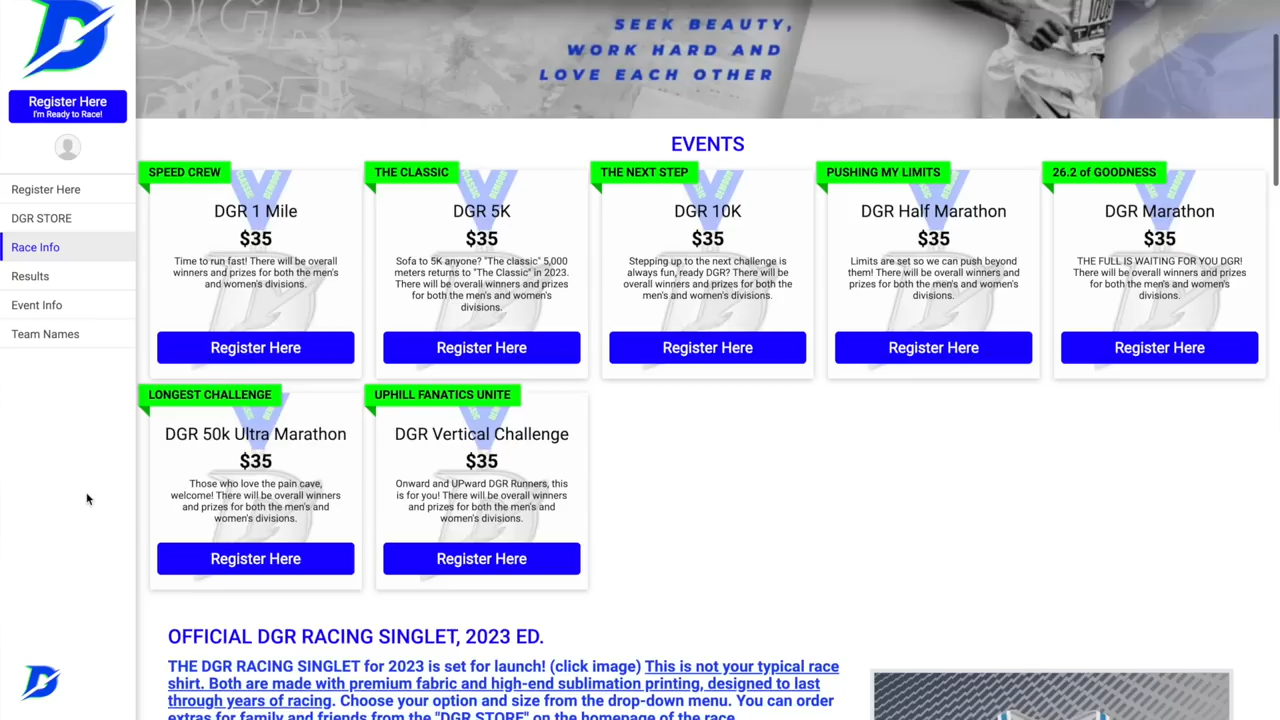 SEEK BEAUTY,
WORK HARD AND
LOVE EACH OTHER
Register Here
I'm Ready to Race!
Register Here
DGR STORE
Race Info
Results
Event Info
Team Names
EVENTS
SPEED CREW
DGR 1 Mile
$35
Time to run fast! There will be overall
winners and prizes for both the men's
and women's divisions.
Register Here
THE CLASSIC
DGR 5K
$35
Sofa to 5K anyone? "The classic" 5,000
meters returns to "The Classic" in 2023.
There will be overall winners and prizes
for both the men's and women's
divisions.
Register Here
THE NEXT STEP
DGR 10K
$35
Stepping up to the next challenge is
always fun, ready DGR? There will be
overall winners and prizes for both the
men's and women's divisions.
Register Here
PUSHING MY LIMITS
DGR Half Marathon
$35
Limits are set so we can push beyond
them! There will be overall winners and
prizes for both the men's and women's
divisions.
Register Here
26.2 of GOODNESS
DGR Marathon
$35
THE FULL IS WAITING FOR YOU DGR!
There will be overall winners and prizes
for both the men's and women's
divisions.
Register Here
LONGEST CHALLENGE
DGR 50k Ultra Marathon
$35
Those who love the pain cave,
welcome! There will be overall winners
and prizes for both the men's and
women's divisions.
Register Here
UPHILL FANATICS UNITE
DGR Vertical Challenge
$35
Onward and UPward DGR Runners, this
is for you! There will be overall winners
and prizes for both the men's and
women's divisions.
Register Here
OFFICIAL DGR RACING SINGLET, 2023 ED.
THE DGR RACING SINGLET for 2023 is set for launch! (click image) This is not your typical race
shirt. Both are made with premium fabric and high-end sublimation printing, designed to last
through years of racing. Choose your option and size from the drop-down menu. You can order
extras for family and friends from the "DGR STORE" on the homepage of the race.